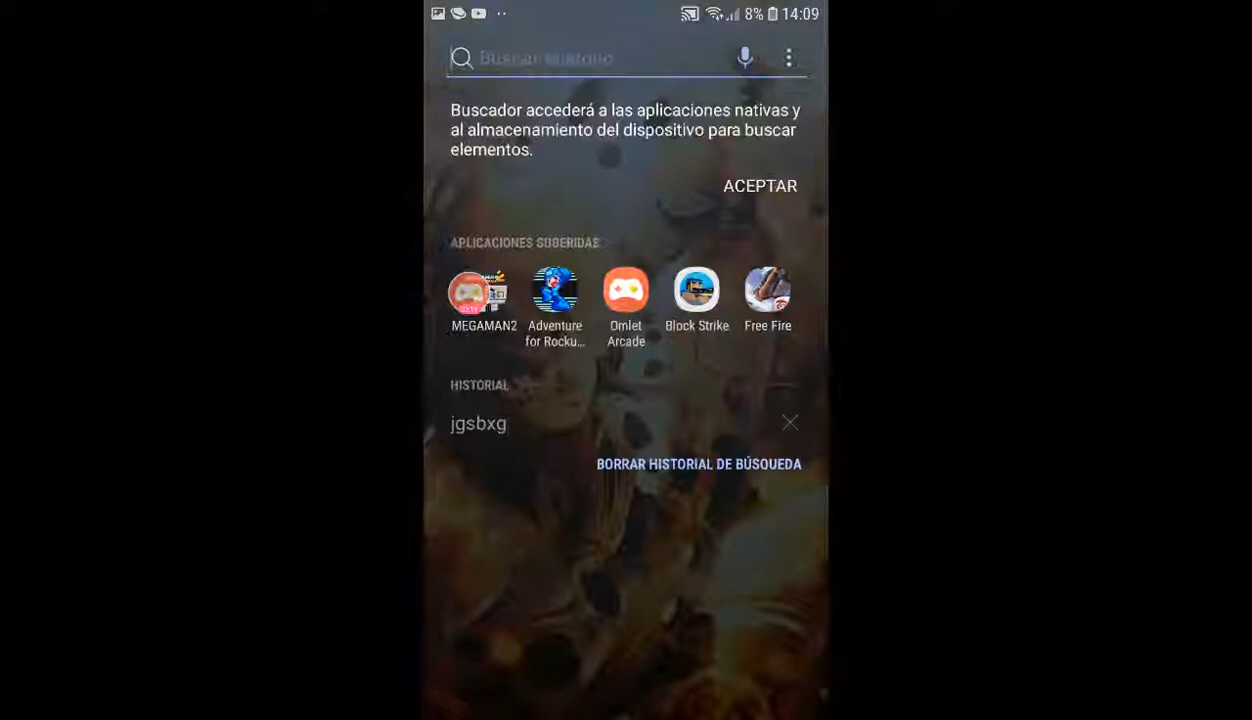 8% 14:09
Buscar
Buscador accederá a las aplicaciones nativas y
al almacenamiento del dispositivo para buscar
elementos.
ACEPTAR
APLICACIONES SUGERIDAS
MEGAMAN2
Adventure
for Rocku...
Omlet
Arcade
Block Strike
Free Fire
HISTORIAL
jgsbxg
BORRAR HISTORIAL DE BÚSQUEDA